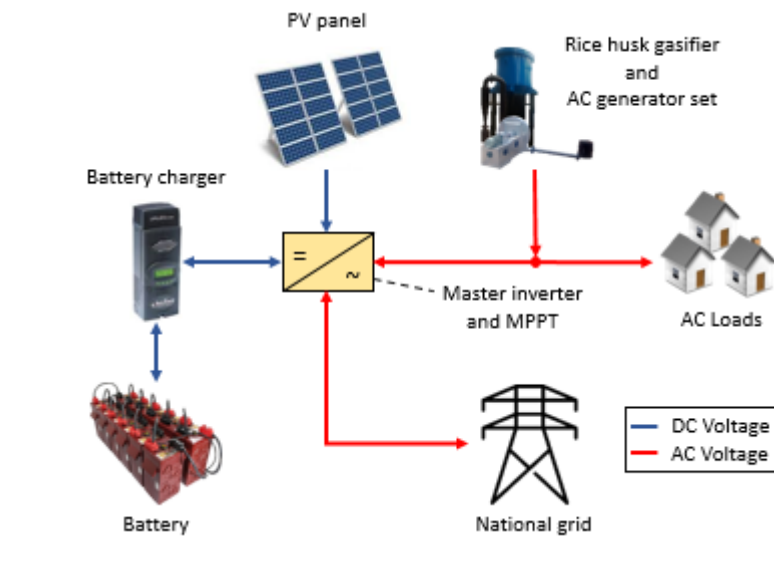 PV panel
Rice husk gasifier
and
AC generator set
Battery charger
=
~
Master inverter
and MPPT
AC Loads
DC Voltage
AC Voltage
Battery
National grid